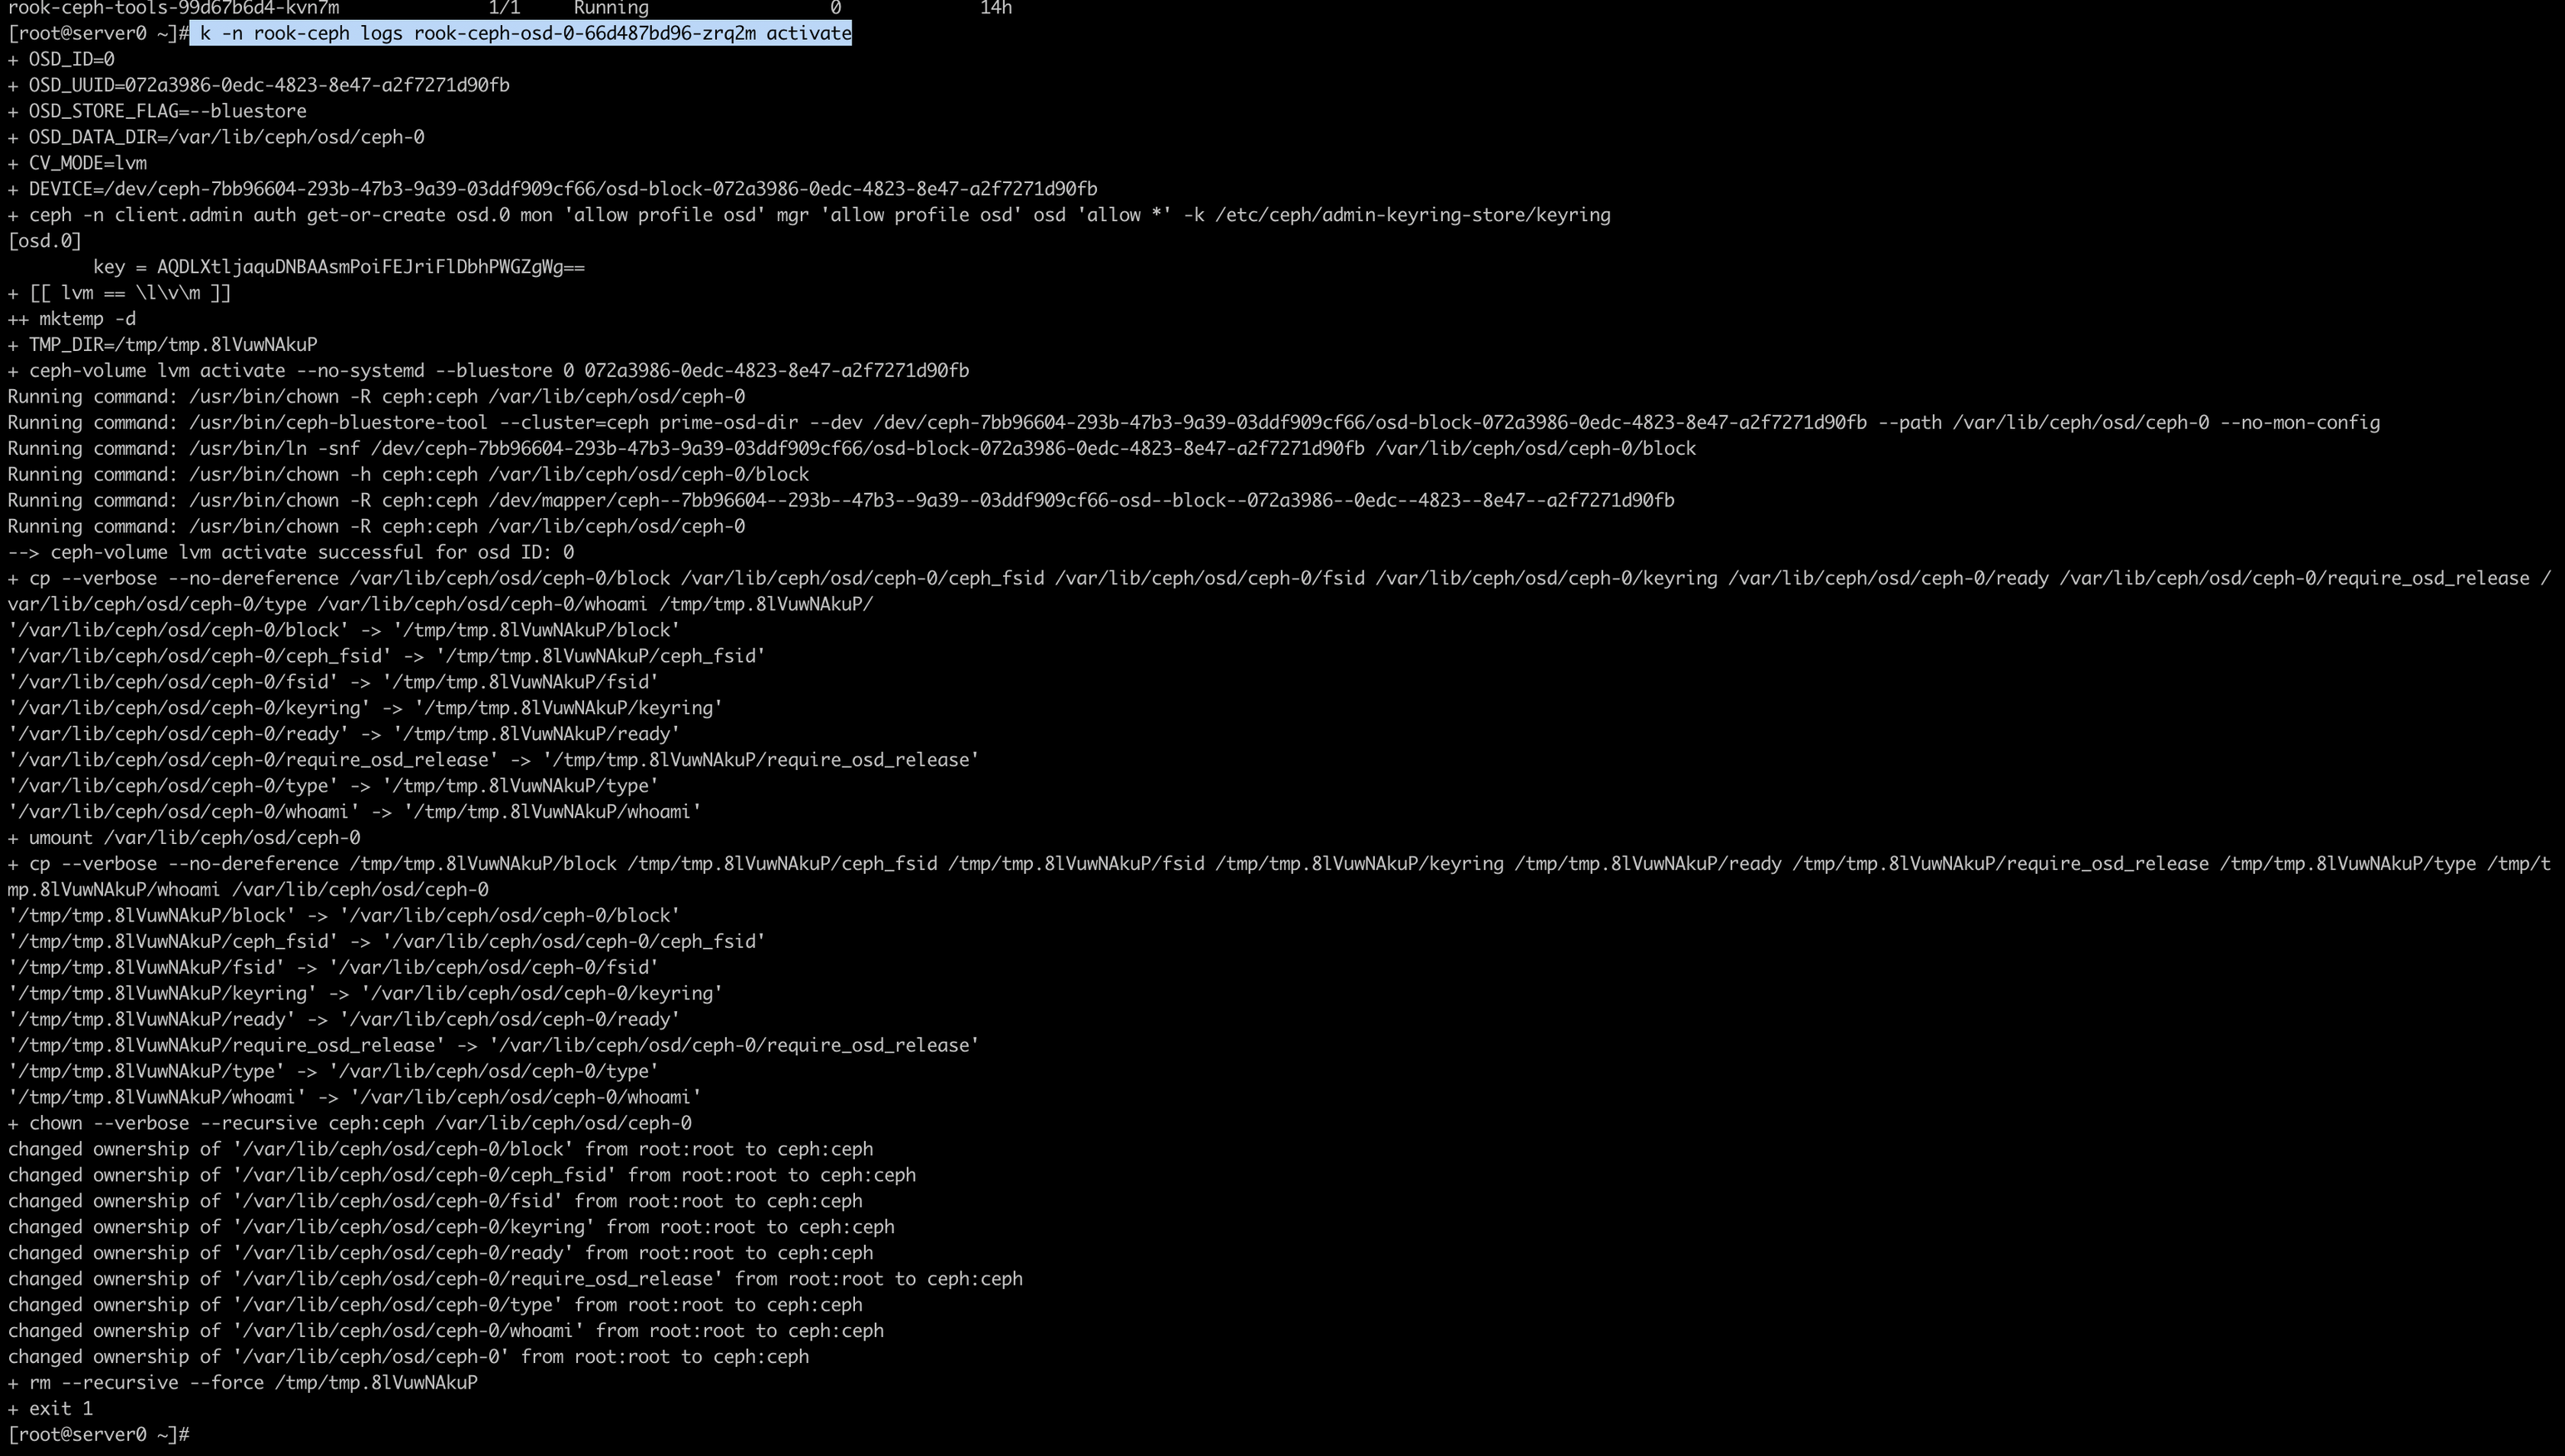 rook-ceph-tools-99d67b6d4-kvn7m 1/1 Running 0 14h
[root@server0 ~]# k -n rook-ceph logs rook-ceph-osd-0-66d487bd96-zrq2m activate
+ OSD_ID=0
+ OSD_UUID=072a3986-0edc-4823-8e47-a2f7271d90fb
+ OSD_STORE_FLAG=--bluestore
+ OSD_DATA_DIR=/var/lib/ceph/osd/ceph-0
+ CV_MODE=lvm
+ DEVICE=/dev/ceph-7bb96604-293b-47b3-9a39-03ddf909cf66/osd-block-072a3986-0edc-4823-8e47-a2f7271d90fb
+ ceph -n client.admin auth get-or-create osd.0 mon 'allow profile osd' mgr 'allow profile osd' osd 'allow *' -k /etc/ceph/admin-keyring-store/keyring
[osd.0]
key = AQDLXtljaquDNBAAsmPoiFEJriFlDbhPWGZgWg==
+ [[ lvm == \l\v\m ]]
++ mktemp -d
+ TMP_DIR=/tmp/tmp.8lVuwNAkuP
+ ceph-volume lvm activate --no-systemd --bluestore 0 072a3986-0edc-4823-8e47-a2f7271d90fb
Running command: /usr/bin/chown -R ceph:ceph /var/lib/ceph/osd/ceph-0
Running command: /usr/bin/ceph-bluestore-tool --cluster=ceph prime-osd-dir --dev /dev/ceph-7bb96604-293b-47b3-9a39-03ddf909cf66/osd-block-072a3986-0edc-4823-8e47-a2f7271d90fb --path /var/lib/ceph/osd/ceph-0 --no-mon-config
Running command: /usr/bin/ln -snf /dev/ceph-7bb96604-293b-47b3-9a39-03ddf909cf66/osd-block-072a3986-0edc-4823-8e47-a2f7271d90fb /var/lib/ceph/osd/ceph-0/block
Running command: /usr/bin/chown -h ceph:ceph /var/lib/ceph/osd/ceph-0/block
Running command: /usr/bin/chown -R ceph:ceph /dev/mapper/ceph--7bb96604--293b--47b3--9a39--03ddf909cf66-osd--block--072a3986--0edc--4823--8e47--a2f7271d90fb
Running command: /usr/bin/chown -R ceph:ceph /var/lib/ceph/osd/ceph-0
--> ceph-volume lvm activate successful for osd ID: 0
+ cp --verbose --no-dereference /var/lib/ceph/osd/ceph-0/block /var/lib/ceph/osd/ceph-0/ceph_fsid /var/lib/ceph/osd/ceph-0/fsid /var/lib/ceph/osd/ceph-0/keyring /var/lib/ceph/osd/ceph-0/ready /var/lib/ceph/osd/ceph-0/require_osd_release /
var/lib/ceph/osd/ceph-0/type /var/lib/ceph/osd/ceph-0/whoami /tmp/tmp.8lVuwNAkuP/
'/var/lib/ceph/osd/ceph-0/block' -> '/tmp/tmp.8lVuwNAkuP/block'
'/var/lib/ceph/osd/ceph-0/ceph_fsid' -> '/tmp/tmp.8lVuwNAkuP/ceph_fsid'
'/var/lib/ceph/osd/ceph-0/fsid' -> '/tmp/tmp.8lVuwNAkuP/fsid'
'/var/lib/ceph/osd/ceph-0/keyring' -> '/tmp/tmp.8lVuwNAkuP/keyring'
'/var/lib/ceph/osd/ceph-0/ready' -> '/tmp/tmp.8lVuwNAkuP/ready'
'/var/lib/ceph/osd/ceph-0/require_osd_release' -> '/tmp/tmp.8lVuwNAkuP/require_osd_release'
'/var/lib/ceph/osd/ceph-0/type' -> '/tmp/tmp.8lVuwNAkuP/type'
'/var/lib/ceph/osd/ceph-0/whoami' -> '/tmp/tmp.8lVuwNAkuP/whoami'
+ umount /var/lib/ceph/osd/ceph-0
+ cp --verbose --no-dereference /tmp/tmp.8lVuwNAkuP/block /tmp/tmp.8lVuwNAkuP/ceph_fsid /tmp/tmp.8lVuwNAkuP/fsid /tmp/tmp.8lVuwNAkuP/keyring /tmp/tmp.8lVuwNAkuP/ready /tmp/tmp.8lVuwNAkuP/require_osd_release /tmp/tmp.8lVuwNAkuP/type /tmp/t
mp.8lVuwNAkuP/whoami /var/lib/ceph/osd/ceph-0
'/tmp/tmp.8lVuwNAkuP/block' -> '/var/lib/ceph/osd/ceph-0/block'
'/tmp/tmp.8lVuwNAkuP/ceph_fsid' -> '/var/lib/ceph/osd/ceph-0/ceph_fsid'
'/tmp/tmp.8lVuwNAkuP/fsid' -> '/var/lib/ceph/osd/ceph-0/fsid'
'/tmp/tmp.8lVuwNAkuP/keyring' -> '/var/lib/ceph/osd/ceph-0/keyring'
'/tmp/tmp.8lVuwNAkuP/ready' -> '/var/lib/ceph/osd/ceph-0/ready'
'/tmp/tmp.8lVuwNAkuP/require_osd_release' -> '/var/lib/ceph/osd/ceph-0/require_osd_release'
'/tmp/tmp.8lVuwNAkuP/type' -> '/var/lib/ceph/osd/ceph-0/type'
'/tmp/tmp.8lVuwNAkuP/whoami' -> '/var/lib/ceph/osd/ceph-0/whoami'
+ chown --verbose --recursive ceph:ceph /var/lib/ceph/osd/ceph-0
changed ownership of '/var/lib/ceph/osd/ceph-0/block' from root:root to ceph:ceph
changed ownership of '/var/lib/ceph/osd/ceph-0/ceph_fsid' from root:root to ceph:ceph
changed ownership of '/var/lib/ceph/osd/ceph-0/fsid' from root:root to ceph:ceph
changed ownership of '/var/lib/ceph/osd/ceph-0/keyring' from root:root to ceph:ceph
changed ownership of '/var/lib/ceph/osd/ceph-0/ready' from root:root to ceph:ceph
changed ownership of '/var/lib/ceph/osd/ceph-0/require_osd_release' from root:root to ceph:ceph
changed ownership of '/var/lib/ceph/osd/ceph-0/type' from root:root to ceph:ceph
changed ownership of '/var/lib/ceph/osd/ceph-0/whoami' from root:root to ceph:ceph
changed ownership of '/var/lib/ceph/osd/ceph-0' from root:root to ceph:ceph
+ rm --recursive --force /tmp/tmp.8lVuwNAkuP
+ exit 1
[root@server0 ~]#